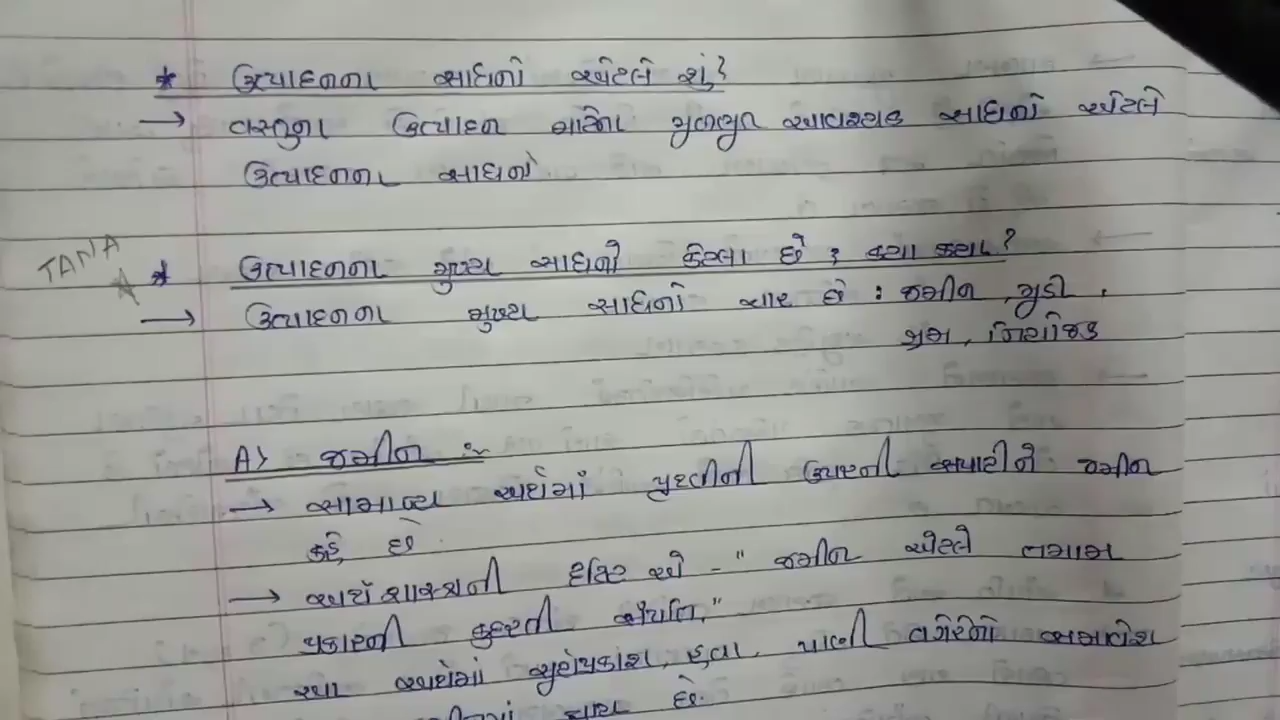 * ઉત્પાદનના સાધનો એટલે શું?
→ વસ્તુના ઉત્પાદન માટેના મુળભુત આવશ્યક સાધનો એટલે
ઉત્પાદનના સાધનો
TANA
* ઉત્પાદનના મુખ્ય સાધનો કેટલા છે ? કયા કયા?
→ ઉત્પાદનના મુખ્ય સાધનો ચાર છે : જમીન, મુડી,
શ્રમ, નિયોજક
A> જમીન :-
→ સામાન્ય અર્થમાં પૃથ્વીની ઉપરની સપાટીને જમીન
કહે છે.
→ અર્થશાસ્ત્રની દૃષ્ટિએ - "જમીન એટલે તમામ
પ્રકારની કુદરતી સંપત્તિ."
આ અર્થમાં સુર્યપ્રકાશ, હવા, પાણી વગેરેનો સમાવેશ
થાય છે.